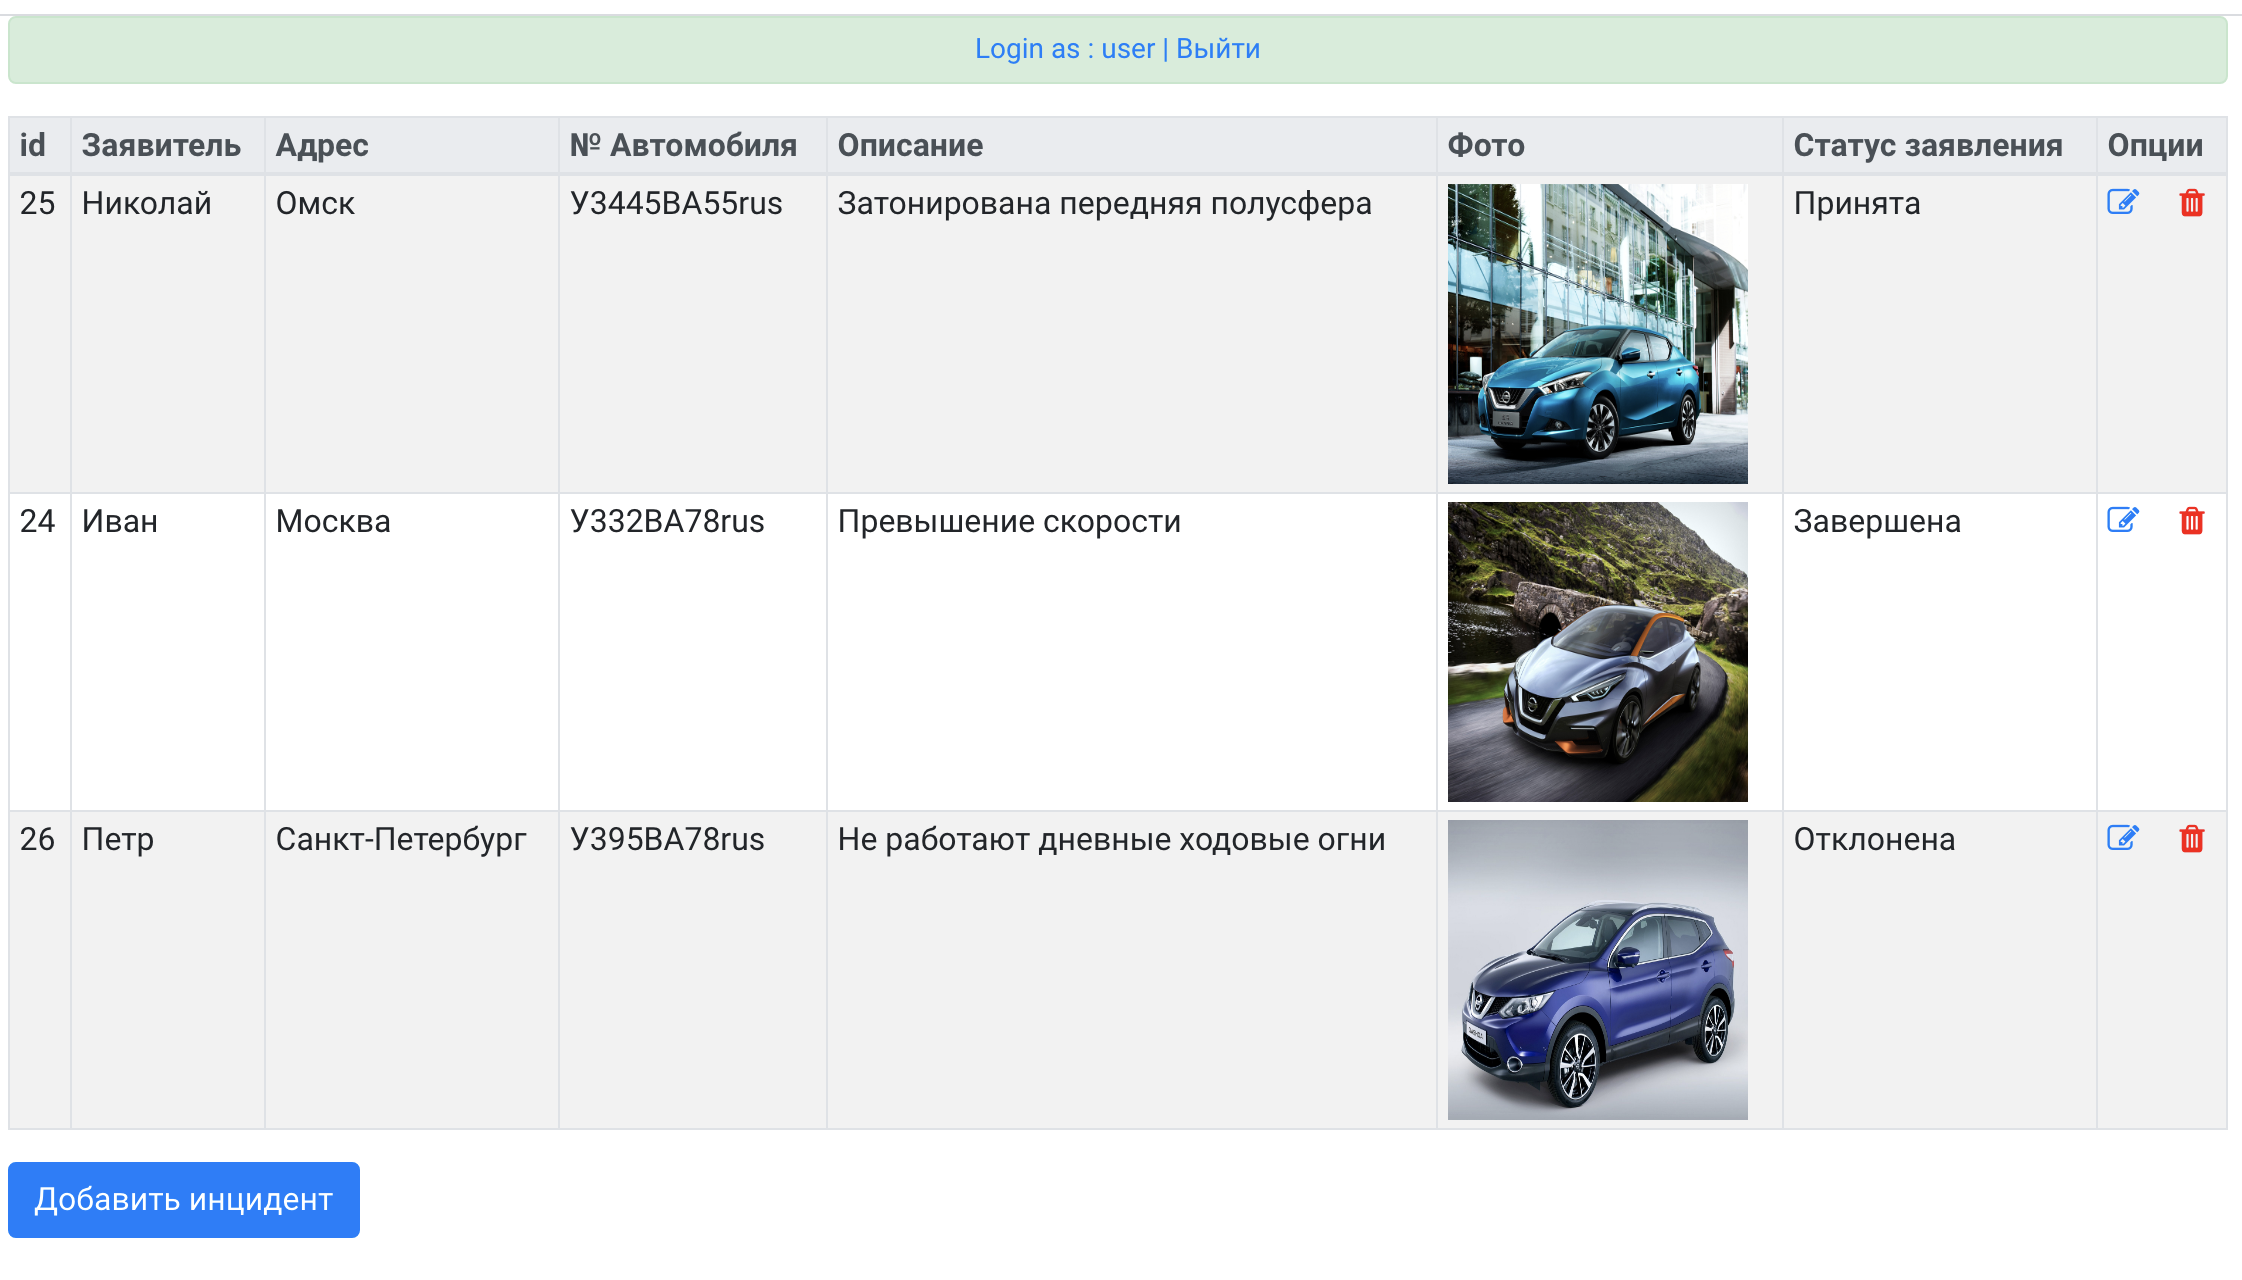 Login as : user | Выйти
id Заявитель Адрес № Автомобиля Описание Фото Статус заявления Опции
25 Николай Омск У3445ВА55rus Затонирована передняя полусфера Принята
24 Иван Москва У332ВА78rus Превышение скорости Завершена
26 Петр Санкт-Петербург У395ВА78rus Не работают дневные ходовые огни Отклонена
Добавить инцидент